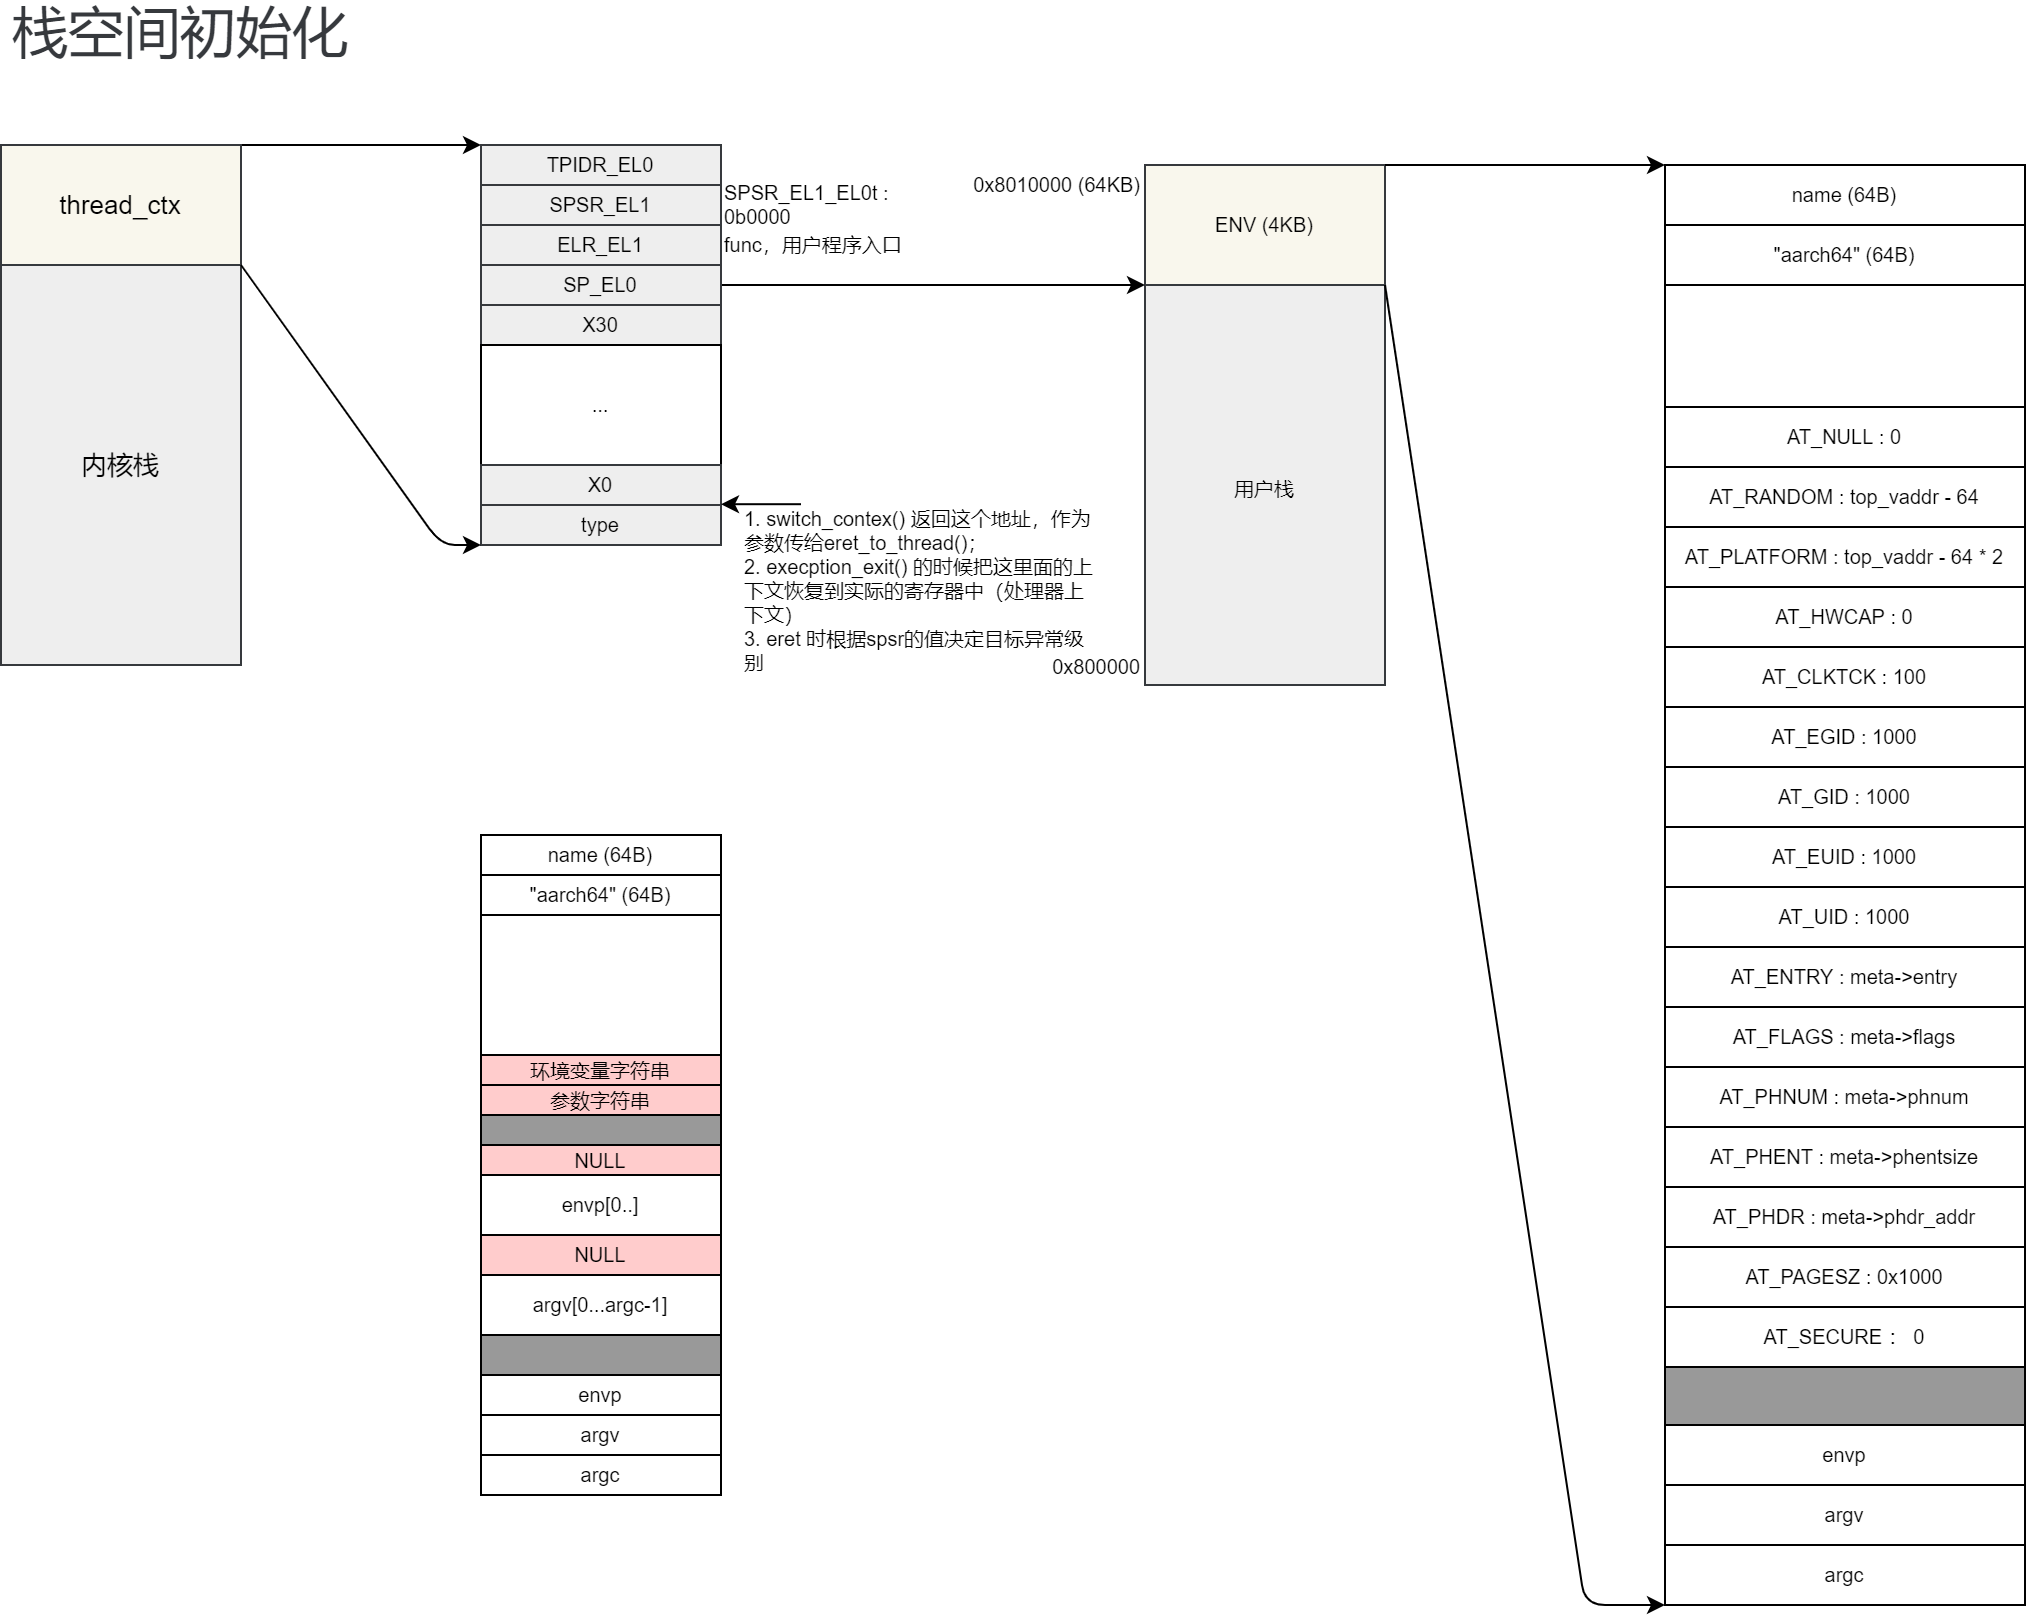 栈空间初始化
thread_ctx
内核栈
TPIDR_EL0
SPSR_EL1
ELR_EL1
SP_EL0
X30
...
X0
type
SPSR_EL1_EL0t :
0b0000
func，用户程序入口
1. switch_contex() 返回这个地址，作为
参数传给eret_to_thread();
2. execption_exit() 的时候把这里面的上
下文恢复到实际的寄存器中（处理器上
下文）
3. eret 时根据spsr的值决定目标异常级
别
0x8010000 (64KB)
0x800000
ENV (4KB)
用户栈
name (64B)
"aarch64" (64B)
AT_NULL : 0
AT_RANDOM : top_vaddr - 64
AT_PLATFORM : top_vaddr - 64 * 2
AT_HWCAP : 0
AT_CLKTCK : 100
AT_EGID : 1000
AT_GID : 1000
AT_EUID : 1000
AT_UID : 1000
AT_ENTRY : meta->entry
AT_FLAGS : meta->flags
AT_PHNUM : meta->phnum
AT_PHENT : meta->phentsize
AT_PHDR : meta->phdr_addr
AT_PAGESZ : 0x1000
AT_SECURE： 0
envp
argv
argc
name (64B)
"aarch64" (64B)
环境变量字符串
参数字符串
NULL
envp[0..]
NULL
argv[0...argc-1]
envp
argv
argc